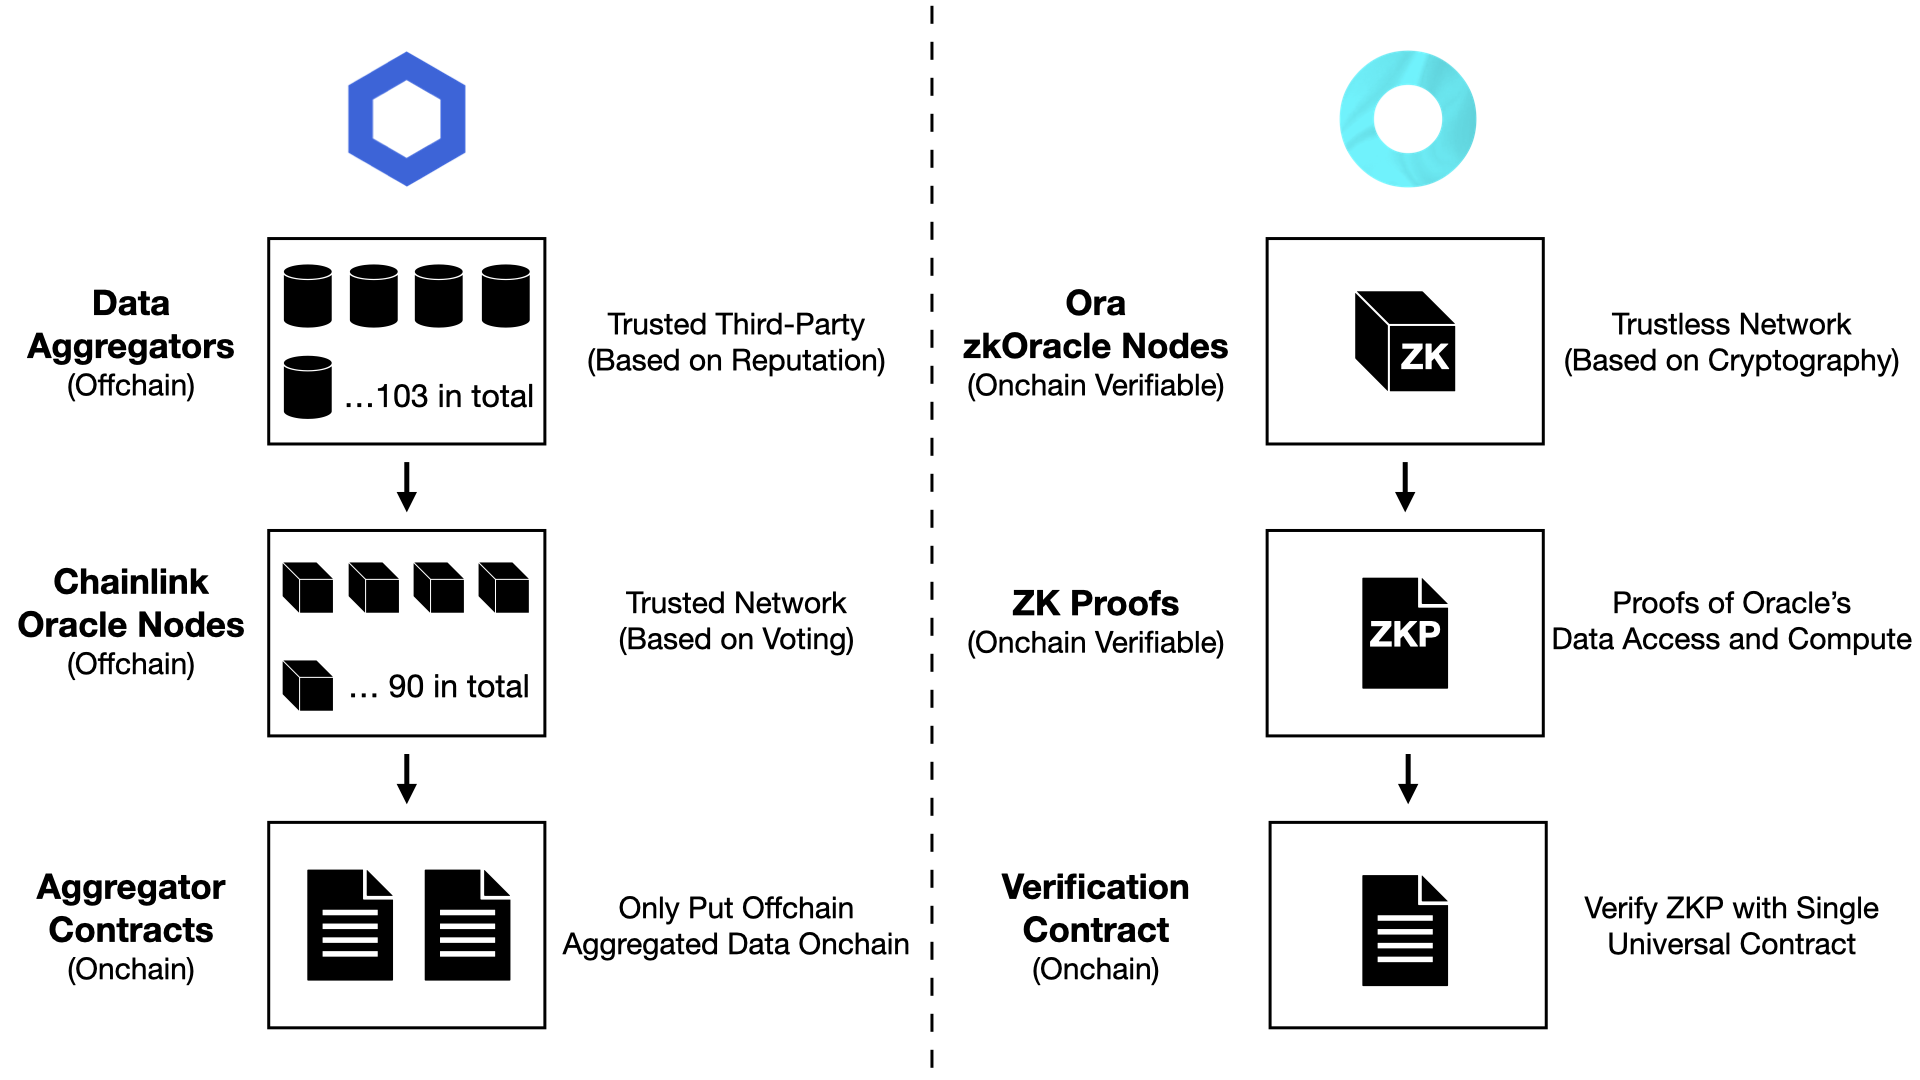 Data
Aggregators
(Offchain)
…103 in total
Trusted Third-Party
(Based on Reputation)
Chainlink
Oracle Nodes
(Offchain)
… 90 in total
Trusted Network
(Based on Voting)
Aggregator
Contracts
(Onchain)
Only Put Offchain
Aggregated Data Onchain
Ora
zkOracle Nodes
(Onchain Verifiable)
ZK
Trustless Network
(Based on Cryptography)
ZK Proofs
(Onchain Verifiable)
ZKP
Proofs of Oracle’s
Data Access and Compute
Verification
Contract
(Onchain)
Verify ZKP with Single
Universal Contract